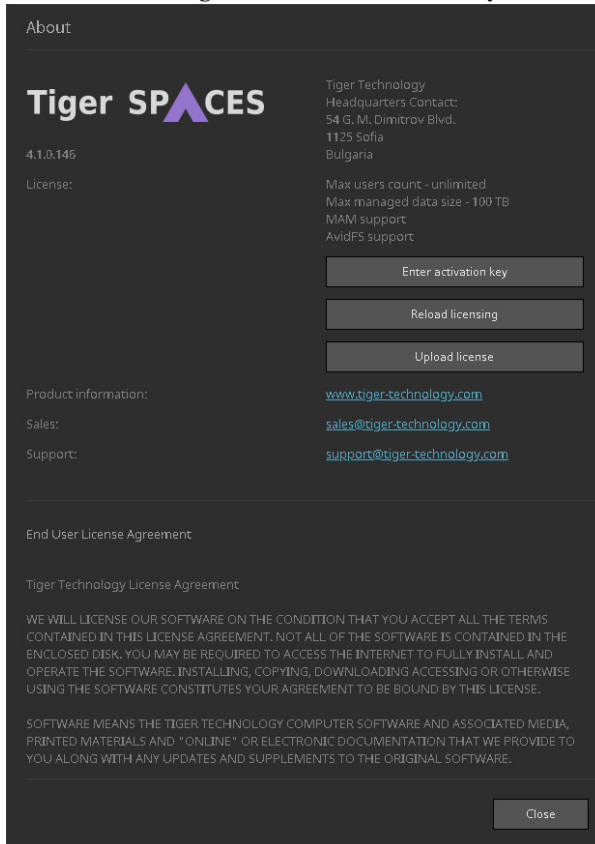 About
Tiger SPACES
Tiger Technology
Headquarters Contact:
54 G. M. Dimitrov Blvd.
1125 Sofia
4.1.0.146
Bulgaria
License:
Max users count - unlimited
Max managed data size - 100 TB
MAM support
AvidFS support
Enter activation key
Reload licensing
Upload license
Product information:
www.tiger-technology.com
Sales:
sales@tiger-technology.com
Support:
support@tiger-technology.com
End User License Agreement
Tiger Technology License Agreement
WE WILL LICENSE OUR SOFTWARE ON THE CONDITION THAT YOU ACCEPT ALL THE TERMS
CONTAINED IN THIS LICENSE AGREEMENT. NOT ALL OF THE SOFTWARE IS CONTAINED IN THE
ENCLOSED DISK. YOU MAY BE REQUIRED TO ACCESS THE INTERNET TO FULLY INSTALL AND
OPERATE THE SOFTWARE. INSTALLING, COPYING, DOWNLOADING ACCESSING OR OTHERWISE
USING THE SOFTWARE CONSTITUTES YOUR AGREEMENT TO BE BOUND BY THIS LICENSE.
SOFTWARE MEANS THE TIGER TECHNOLOGY COMPUTER SOFTWARE AND ASSOCIATED MEDIA,
PRINTED MATERIALS AND "ONLINE" OR ELECTRONIC DOCUMENTATION THAT WE PROVIDE TO
YOU ALONG WITH ANY UPDATES AND SUPPLEMENTS TO THE ORIGINAL SOFTWARE.
Close